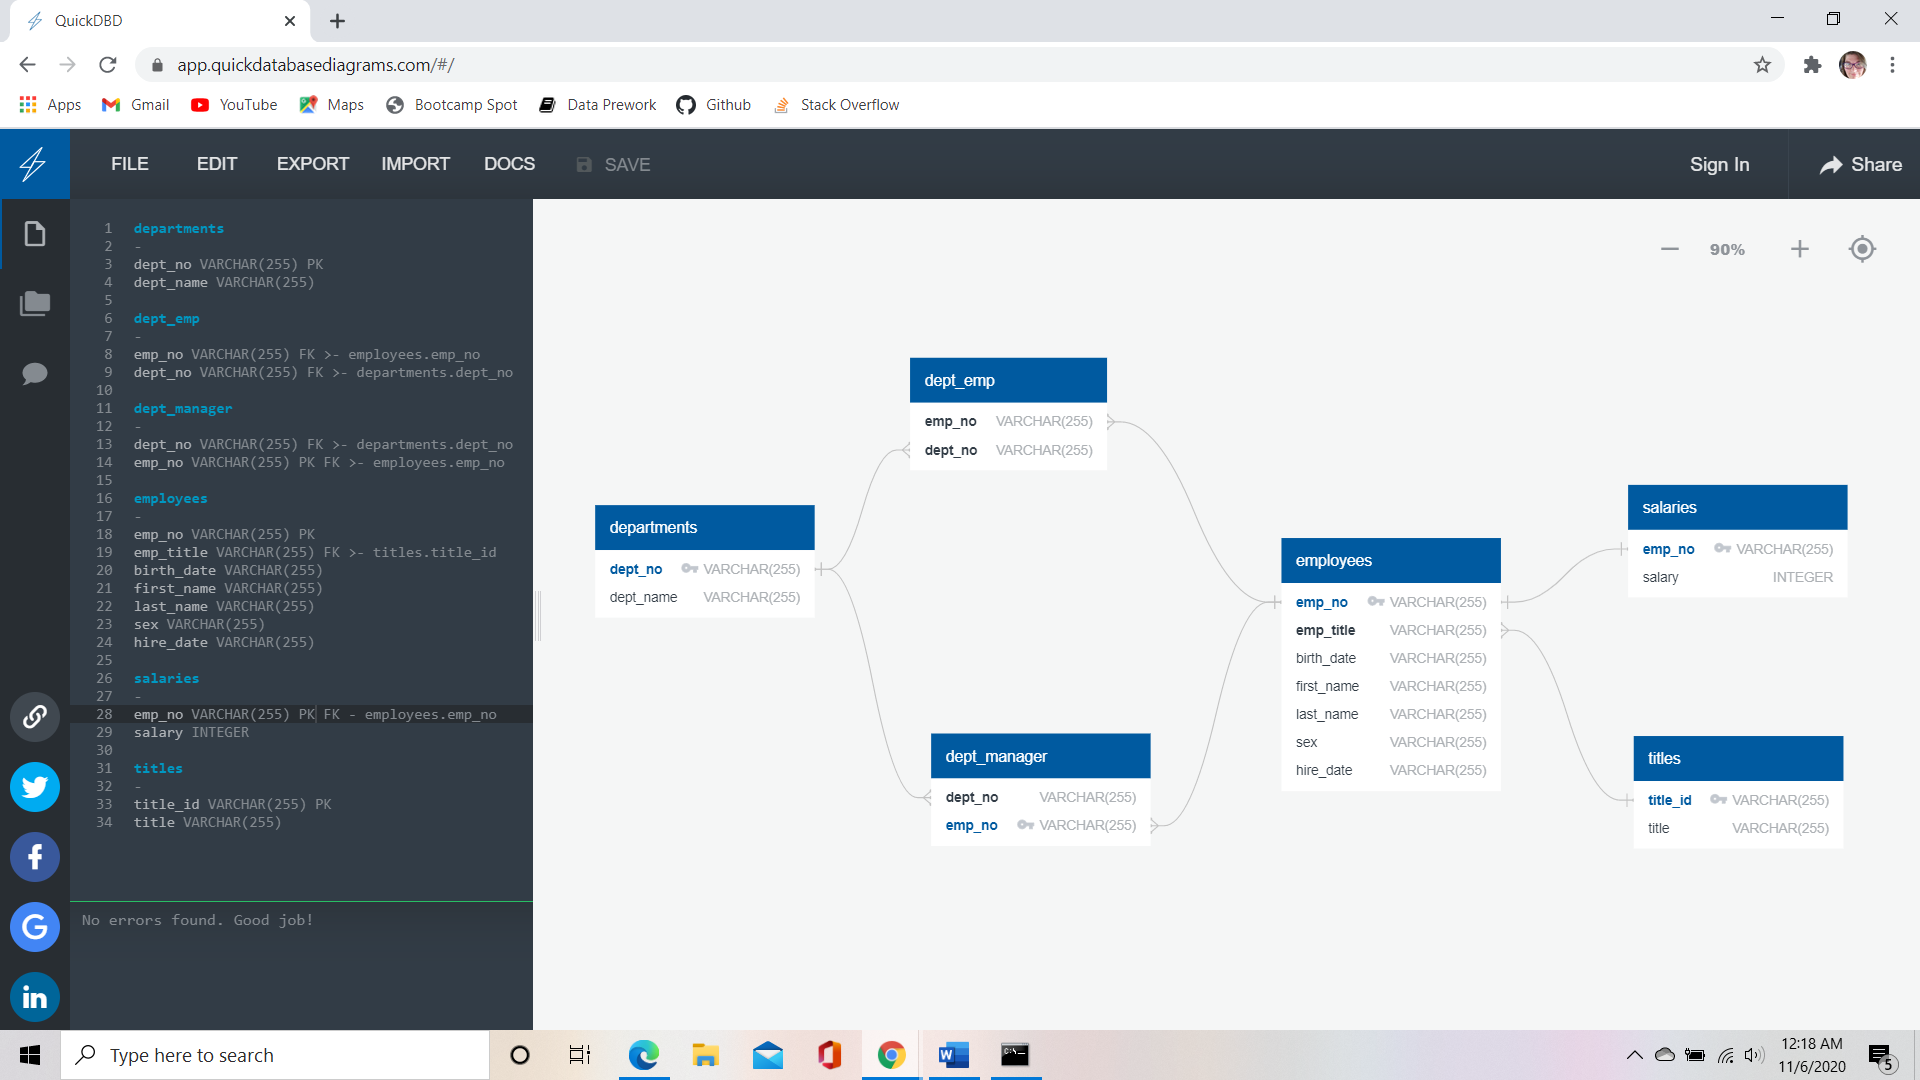 QuickDBD
app.quickdatabasediagrams.com/#/
Apps Gmail YouTube Maps Bootcamp Spot Data Prework Github Stack Overflow
FILE EDIT EXPORT IMPORT DOCS SAVE Sign In Share
1 departments
2 -
3 dept_no VARCHAR(255) PK
4 dept_name VARCHAR(255)
5
6 dept_emp
7 -
8 emp_no VARCHAR(255) FK >- employees.emp_no
9 dept_no VARCHAR(255) FK >- departments.dept_no
10
11 dept_manager
12 -
13 dept_no VARCHAR(255) FK >- departments.dept_no
14 emp_no VARCHAR(255) PK FK >- employees.emp_no
15
16 employees
17 -
18 emp_no VARCHAR(255) PK
19 emp_title VARCHAR(255) FK >- titles.title_id
20 birth_date VARCHAR(255)
21 first_name VARCHAR(255)
22 last_name VARCHAR(255)
23 sex VARCHAR(255)
24 hire_date VARCHAR(255)
25
26 salaries
27 -
28 emp_no VARCHAR(255) PK FK - employees.emp_no
29 salary INTEGER
30
31 titles
32 -
33 title_id VARCHAR(255) PK
34 title VARCHAR(255)
No errors found. Good job!
90%
dept_emp
emp_no VARCHAR(255)
dept_no VARCHAR(255)
departments
dept_no VARCHAR(255)
dept_name VARCHAR(255)
dept_manager
dept_no VARCHAR(255)
emp_no VARCHAR(255)
employees
emp_no VARCHAR(255)
emp_title VARCHAR(255)
birth_date VARCHAR(255)
first_name VARCHAR(255)
last_name VARCHAR(255)
sex VARCHAR(255)
hire_date VARCHAR(255)
salaries
emp_no VARCHAR(255)
salary INTEGER
titles
title_id VARCHAR(255)
title VARCHAR(255)
Type here to search
12:18 AM
11/6/2020
5